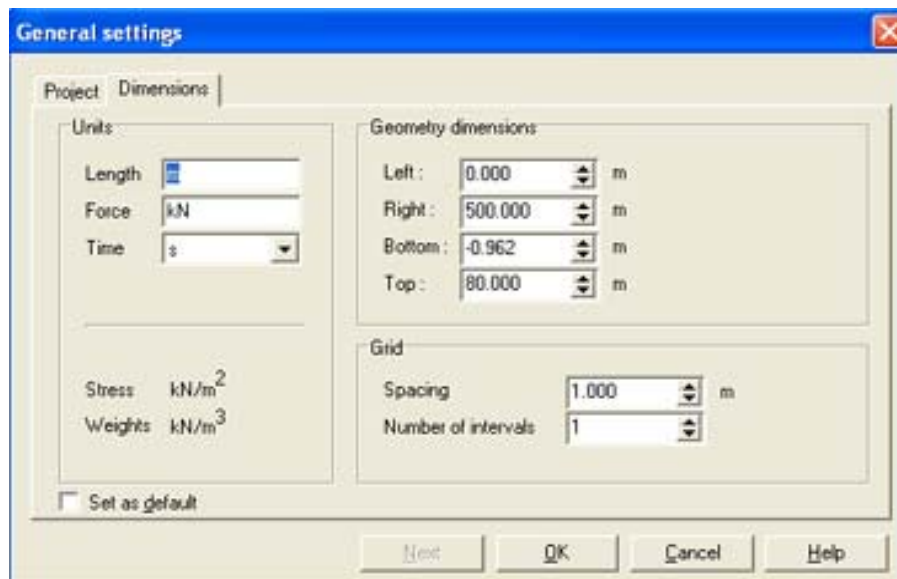 General settings
Project Dimensions
Units
Length m
Force kN
Time s
Stress kN/m²
Weights kN/m³
Geometry dimensions
Left : 0.000 m
Right : 500.000 m
Bottom : -0.962 m
Top : 80.000 m
Grid
Spacing 1.000 m
Number of intervals 1
Set as default
Next OK Cancel Help